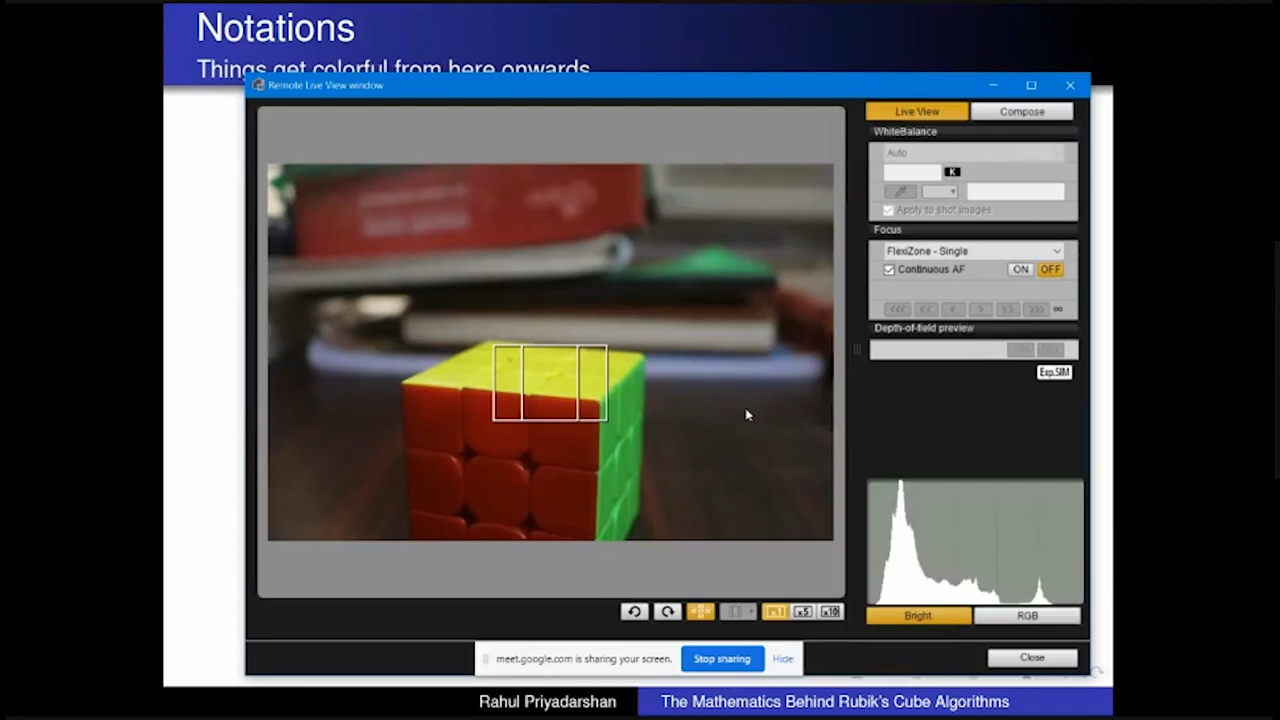 Notations
Things get colorful from here onwards
Remote Live View window
Live View
Compose
WhiteBalance
Auto
K
Apply to shot images
Focus
FlexiZone - Single
Continuous AF
ON
OFF
<<<
<<
<
>
>>
>>>
∞
Depth-of-field preview
Exp.SIM
x1
x5
x10
Bright
RGB
meet.google.com is sharing your screen.
Stop sharing
Hide
Close
Rahul Priyadarshan
The Mathematics Behind Rubik's Cube Algorithms